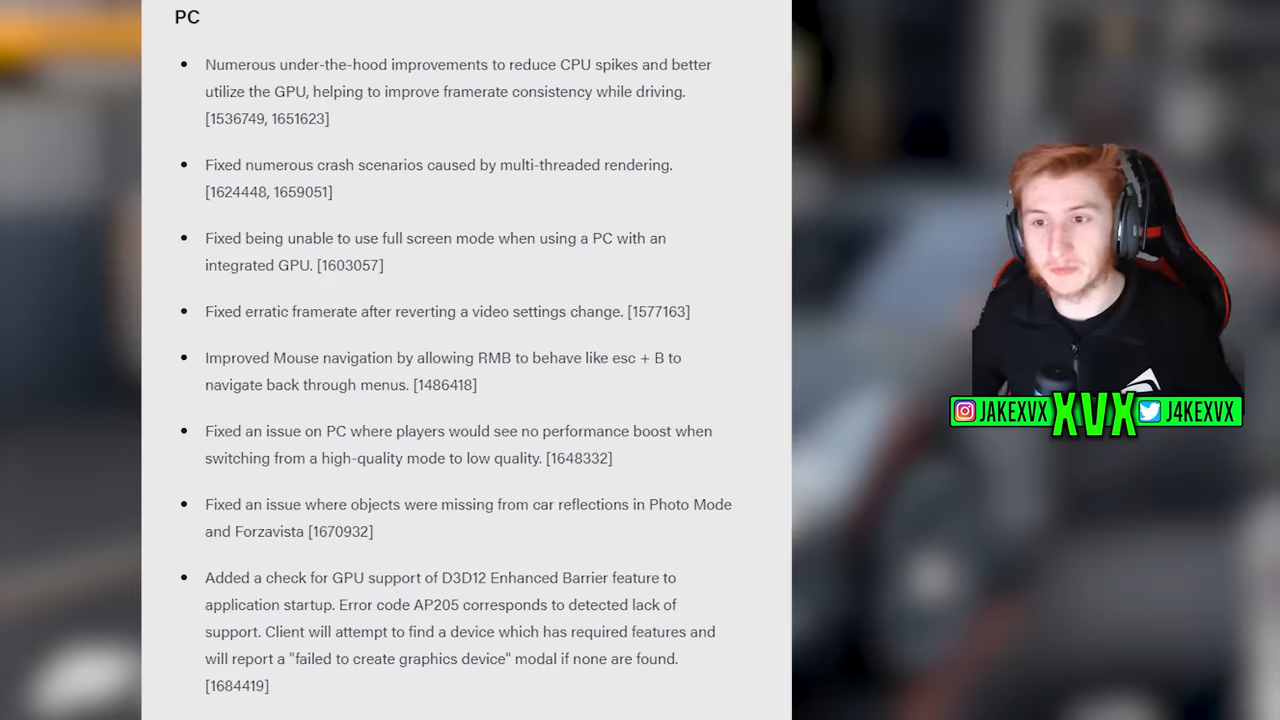 PC
• Numerous under-the-hood improvements to reduce CPU spikes and better
utilize the GPU, helping to improve framerate consistency while driving.
[1536749, 1651623]
• Fixed numerous crash scenarios caused by multi-threaded rendering.
[1624448, 1659051]
• Fixed being unable to use full screen mode when using a PC with an
integrated GPU. [1603057]
• Fixed erratic framerate after reverting a video settings change. [1577163]
• Improved Mouse navigation by allowing RMB to behave like esc + B to
navigate back through menus. [1486418]
• Fixed an issue on PC where players would see no performance boost when
switching from a high-quality mode to low quality. [1648332]
• Fixed an issue where objects were missing from car reflections in Photo Mode
and Forzavista [1670932]
• Added a check for GPU support of D3D12 Enhanced Barrier feature to
application startup. Error code AP205 corresponds to detected lack of
support. Client will attempt to find a device which has required features and
will report a "failed to create graphics device" modal if none are found.
[1684419]
JAKEXVX XVX J4KEXVX